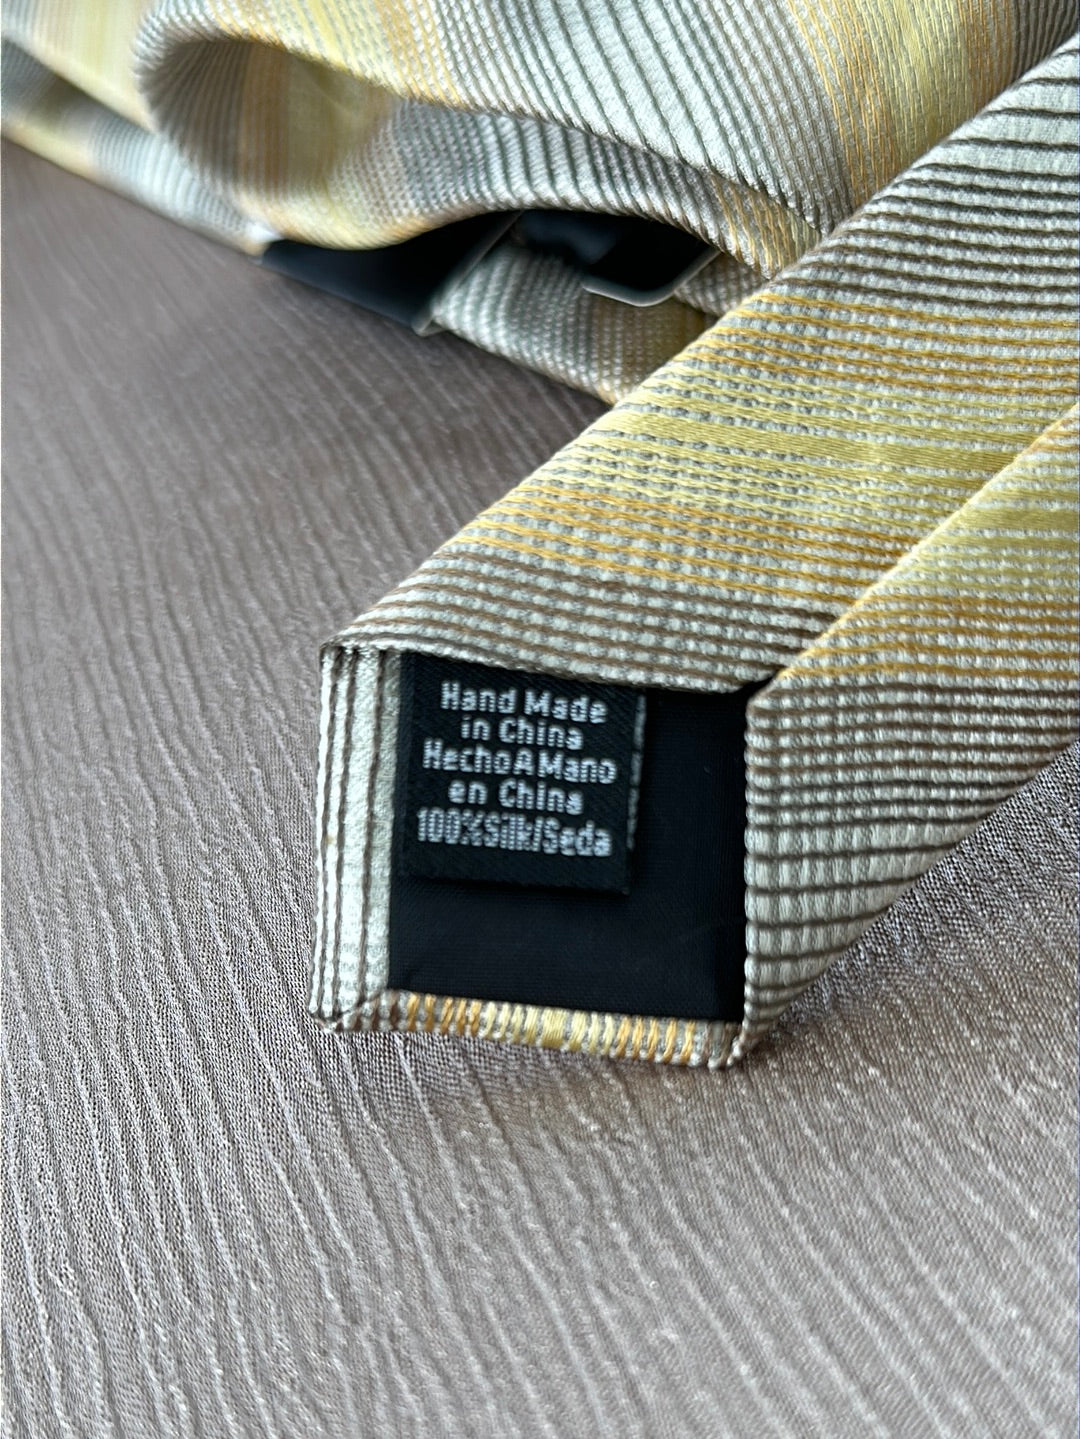 Hand Made
in China
Hecho A Mano
en China
100%Silk/Seda